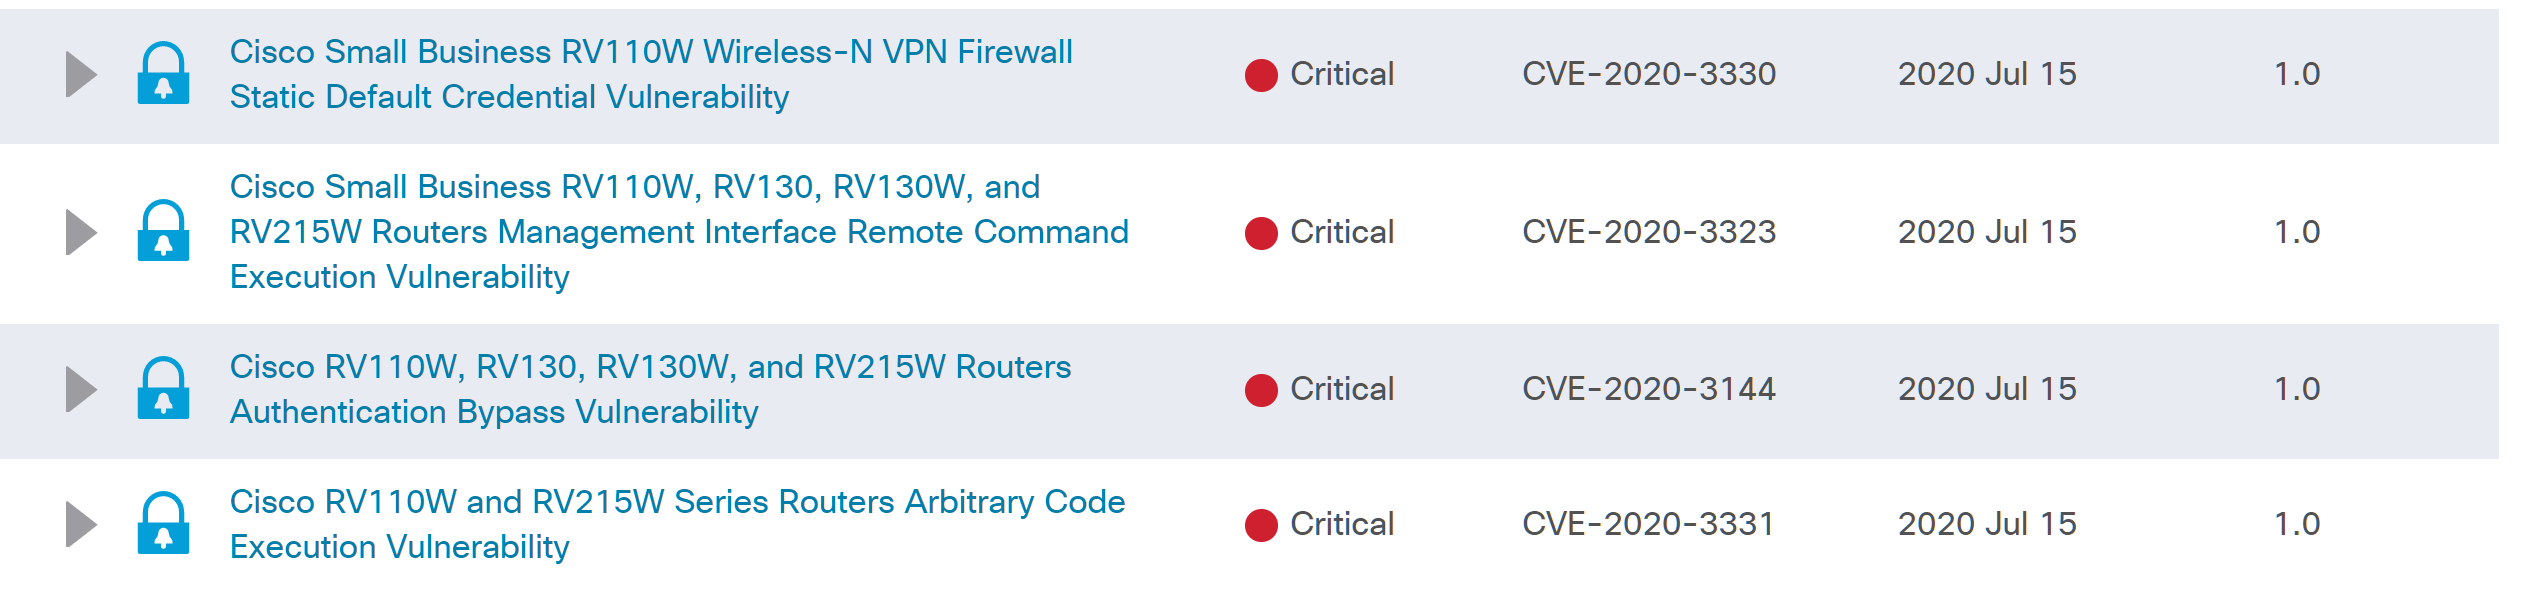 Cisco Small Business RV110W Wireless-N VPN Firewall
Static Default Credential Vulnerability
Critical
CVE-2020-3330
2020 Jul 15
1.0
Cisco Small Business RV110W, RV130, RV130W, and
RV215W Routers Management Interface Remote Command
Execution Vulnerability
Critical
CVE-2020-3323
2020 Jul 15
1.0
Cisco RV110W, RV130, RV130W, and RV215W Routers
Authentication Bypass Vulnerability
Critical
CVE-2020-3144
2020 Jul 15
1.0
Cisco RV110W and RV215W Series Routers Arbitrary Code
Execution Vulnerability
Critical
CVE-2020-3331
2020 Jul 15
1.0